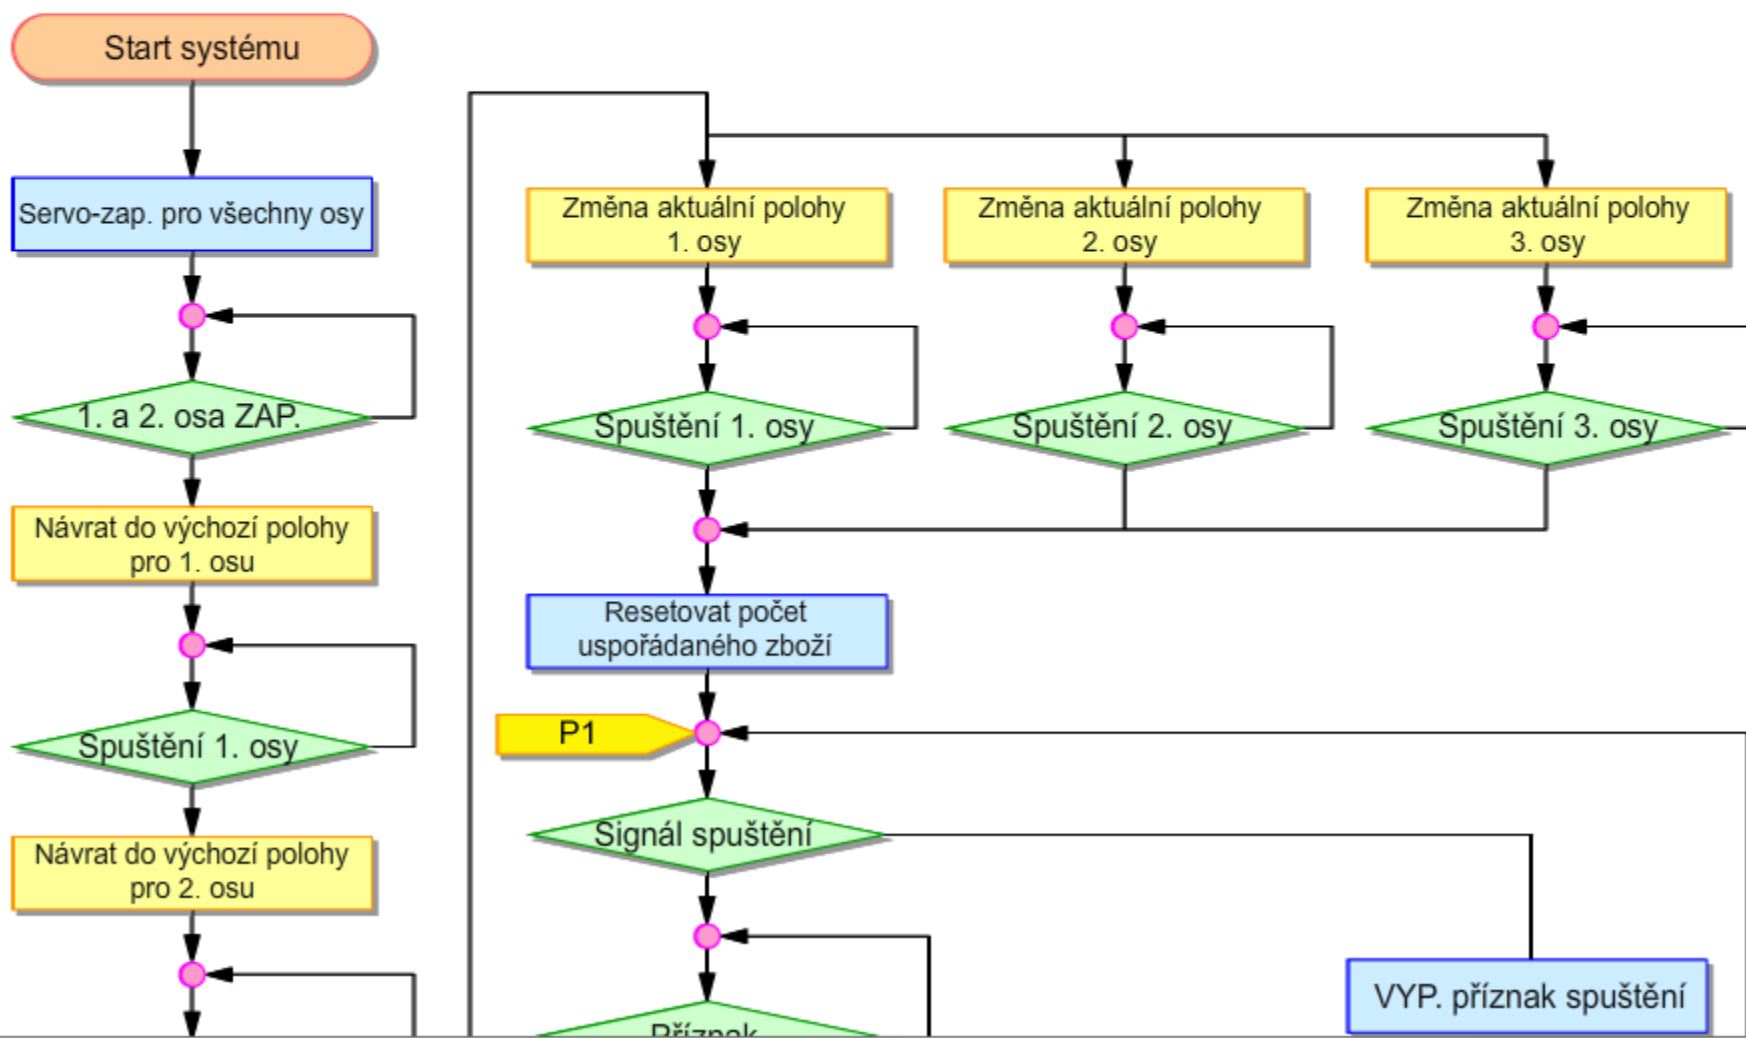 Start systému
Servo-zap. pro všechny osy
1. a 2. osa ZAP.
Návrat do výchozí polohy
pro 1. osu
Spuštění 1. osy
Návrat do výchozí polohy
pro 2. osu
Změna aktuální polohy
1. osy
Změna aktuální polohy
2. osy
Změna aktuální polohy
3. osy
Spuštění 1. osy
Spuštění 2. osy
Spuštění 3. osy
Resetovat počet
uspořádaného zboží
P1
Signál spuštění
VYP. příznak spuštění
Příznak